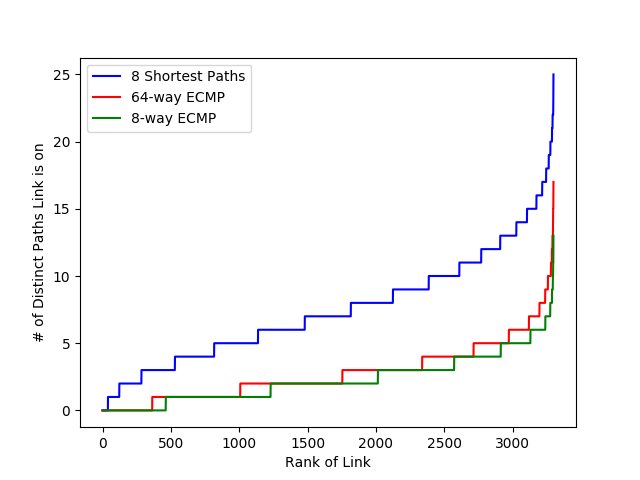 8 Shortest Paths
64-way ECMP
8-way ECMP
25
20
15
10
5
0
# of Distinct Paths Link is on
0 500 1000 1500 2000 2500 3000
Rank of Link